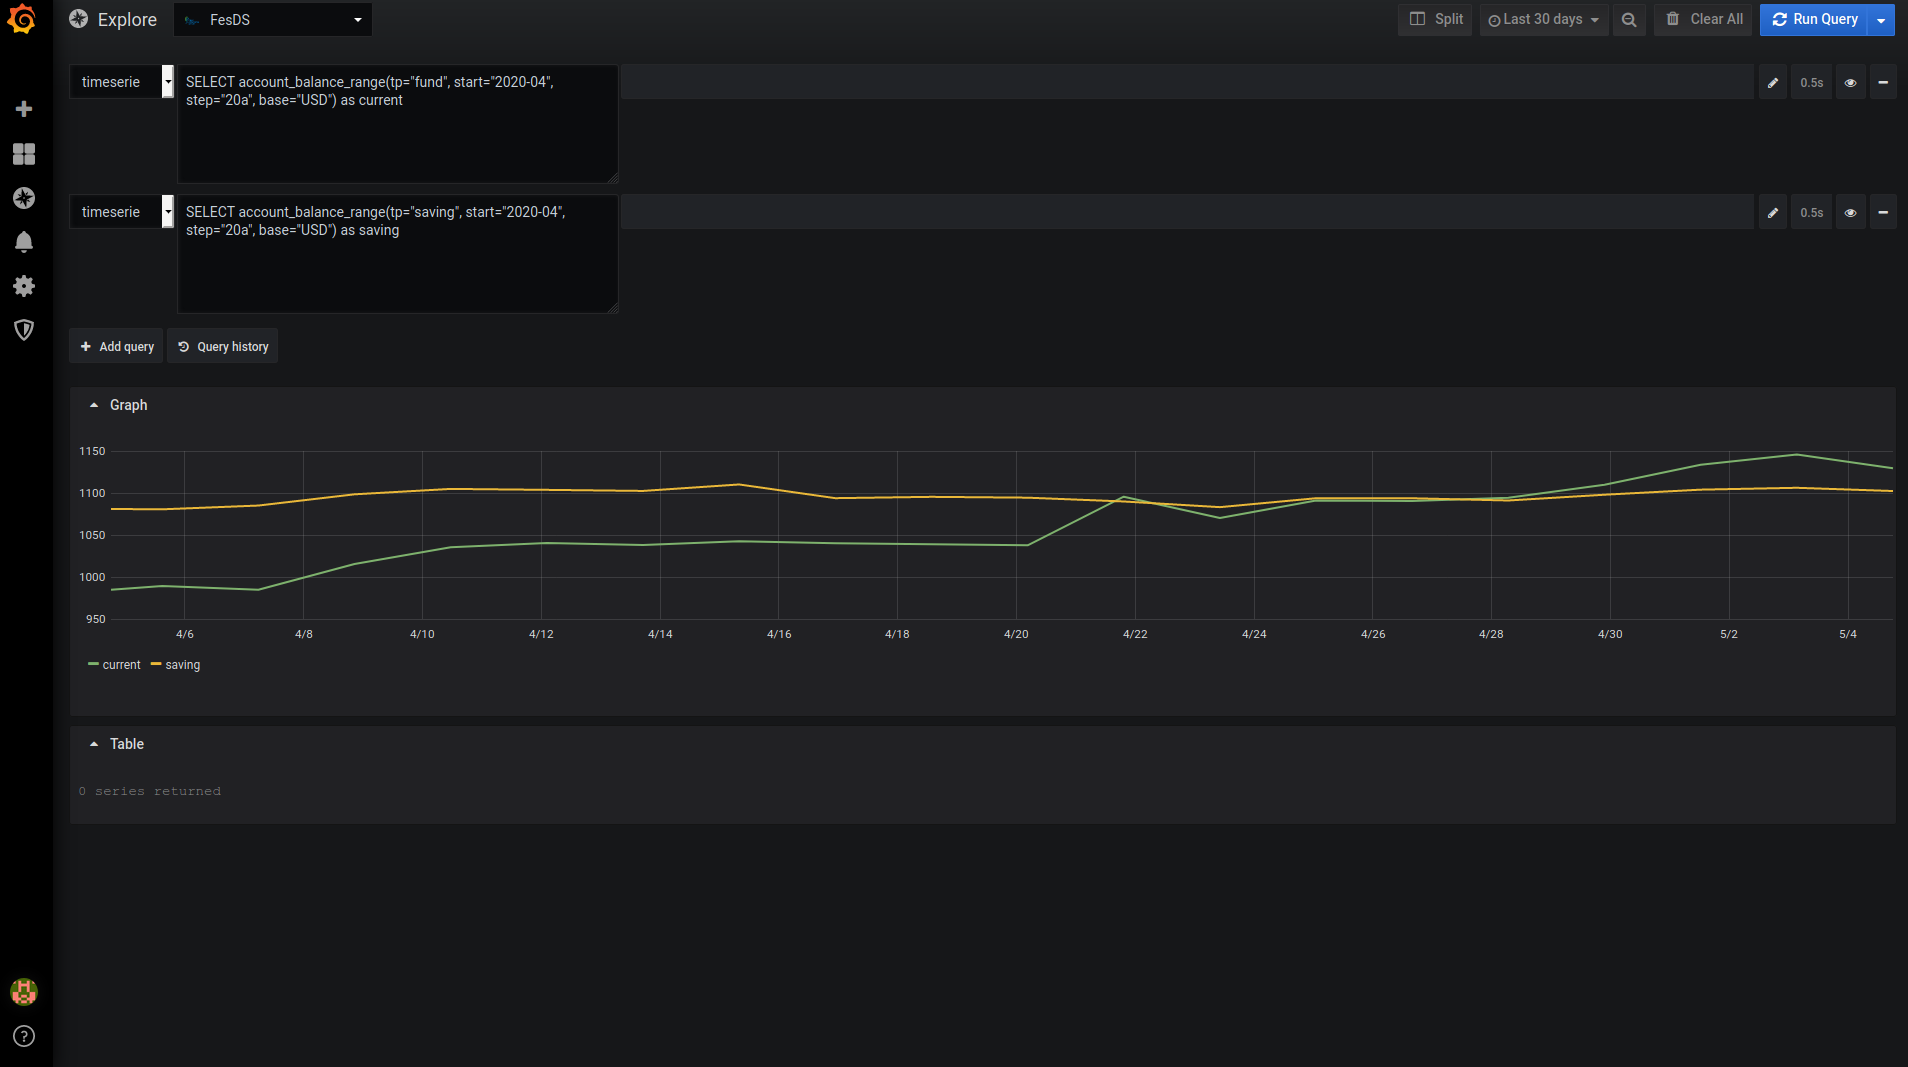 Explore
FesDS
Split
Last 30 days
Clear All
Run Query
timeserie
SELECT account_balance_range(tp="fund", start="2020-04",
step="20a", base="USD") as current
0.5s
timeserie
SELECT account_balance_range(tp="saving", start="2020-04",
step="20a", base="USD") as saving
0.5s
Add query
Query history
Graph
1150
1100
1050
1000
950
4/6 4/8 4/10 4/12 4/14 4/16 4/18 4/20 4/22 4/24 4/26 4/28 4/30 5/2 5/4
current saving
Table
0 series returned